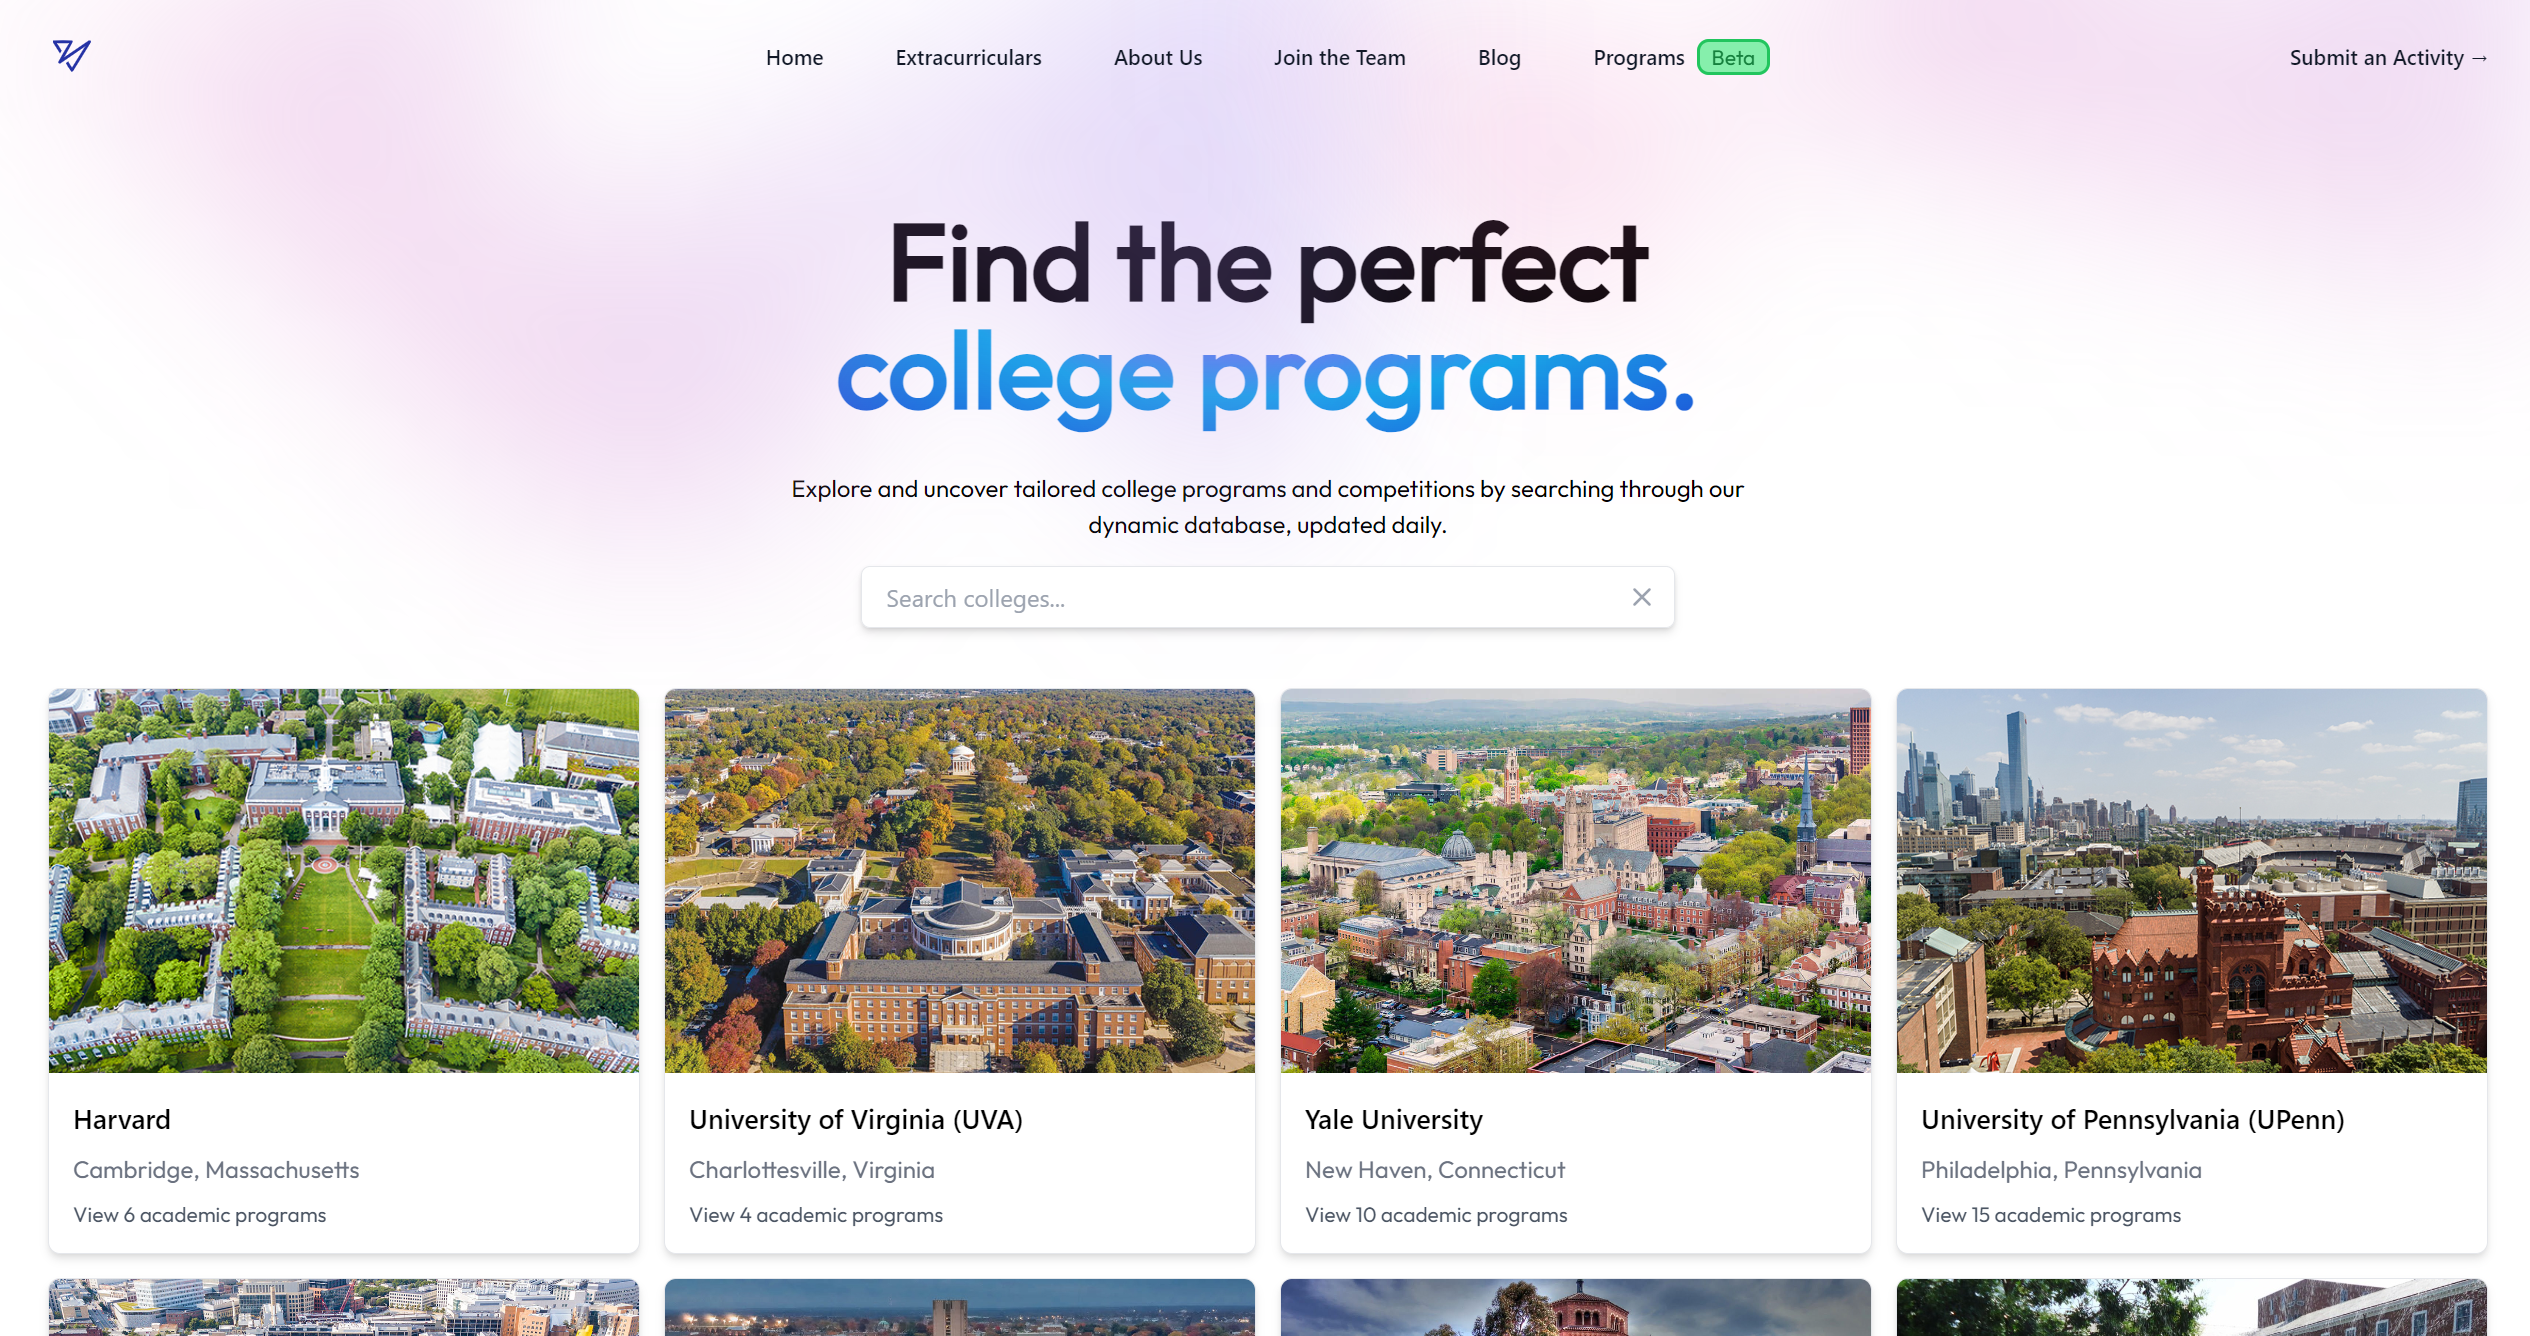 Home
Extracurriculars
About Us
Join the Team
Blog
Programs
Beta
Submit an Activity →
Find the perfect
college programs.
Explore and uncover tailored college programs and competitions by searching through our
dynamic database, updated daily.
Search colleges...
Harvard
Cambridge, Massachusetts
View 6 academic programs
University of Virginia (UVA)
Charlottesville, Virginia
View 4 academic programs
Yale University
New Haven, Connecticut
View 10 academic programs
University of Pennsylvania (UPenn)
Philadelphia, Pennsylvania
View 15 academic programs